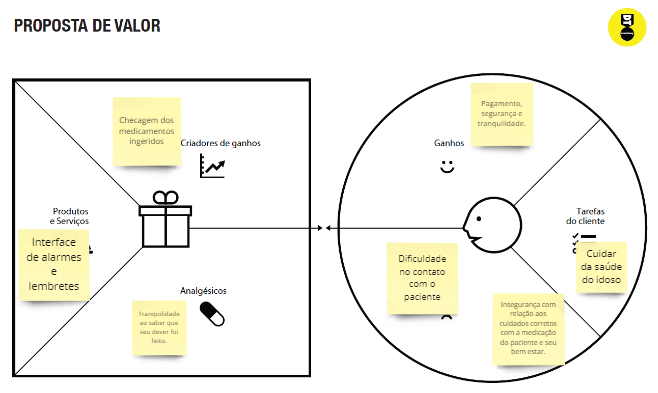 PROPOSTA DE VALOR
Checagem dos
medicamentos
ingeridos
Criadores de ganhos
Produtos
e Serviços
Interface
de alarmes
e
lembretes
Analgésicos
Tranquilidade
ao saber que
seu dever foi
feito.
Pagamento,
segurança e
tranquilidade.
Ganhos
Tarefas
do cliente
Cuidar
da saúde
do idoso
Dificuldade
no contato
com o
paciente
Insegurança com
relação aos
cuidados corretos
com a medicação
do paciente e seu
bem estar.